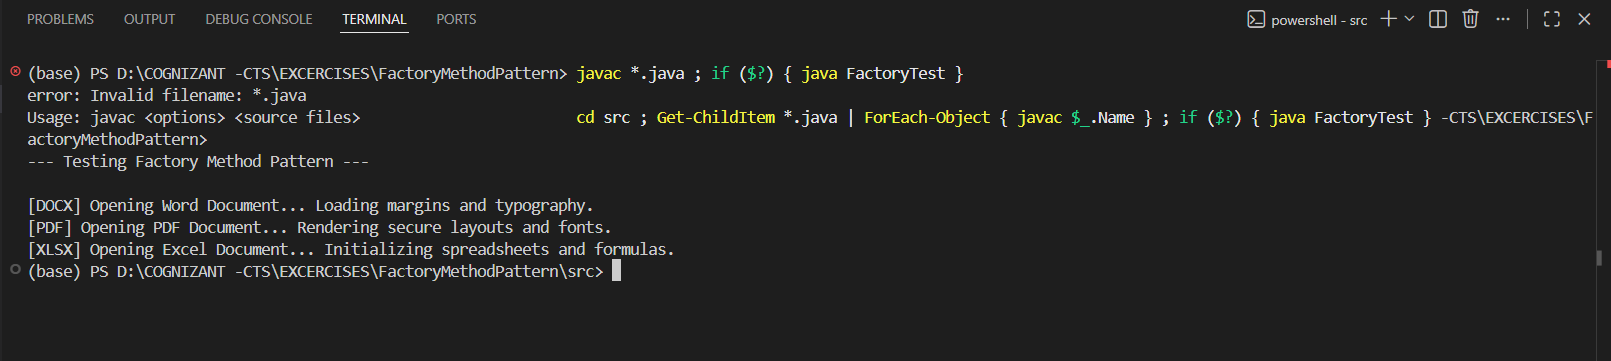 PROBLEMS OUTPUT DEBUG CONSOLE TERMINAL PORTS powershell - src
(base) PS D:\COGNIZANT -CTS\EXCERCISES\FactoryMethodPattern> javac *.java ; if ($?) { java FactoryTest }
error: Invalid filename: *.java
Usage: javac <options> <source files> cd src ; Get-ChildItem *.java | ForEach-Object { javac $_.Name } ; if ($?) { java FactoryTest } -CTS\EXCERCISES\F
actoryMethodPattern>
--- Testing Factory Method Pattern ---
[DOCX] Opening Word Document... Loading margins and typography.
[PDF] Opening PDF Document... Rendering secure layouts and fonts.
[XLSX] Opening Excel Document... Initializing spreadsheets and formulas.
(base) PS D:\COGNIZANT -CTS\EXCERCISES\FactoryMethodPattern\src>